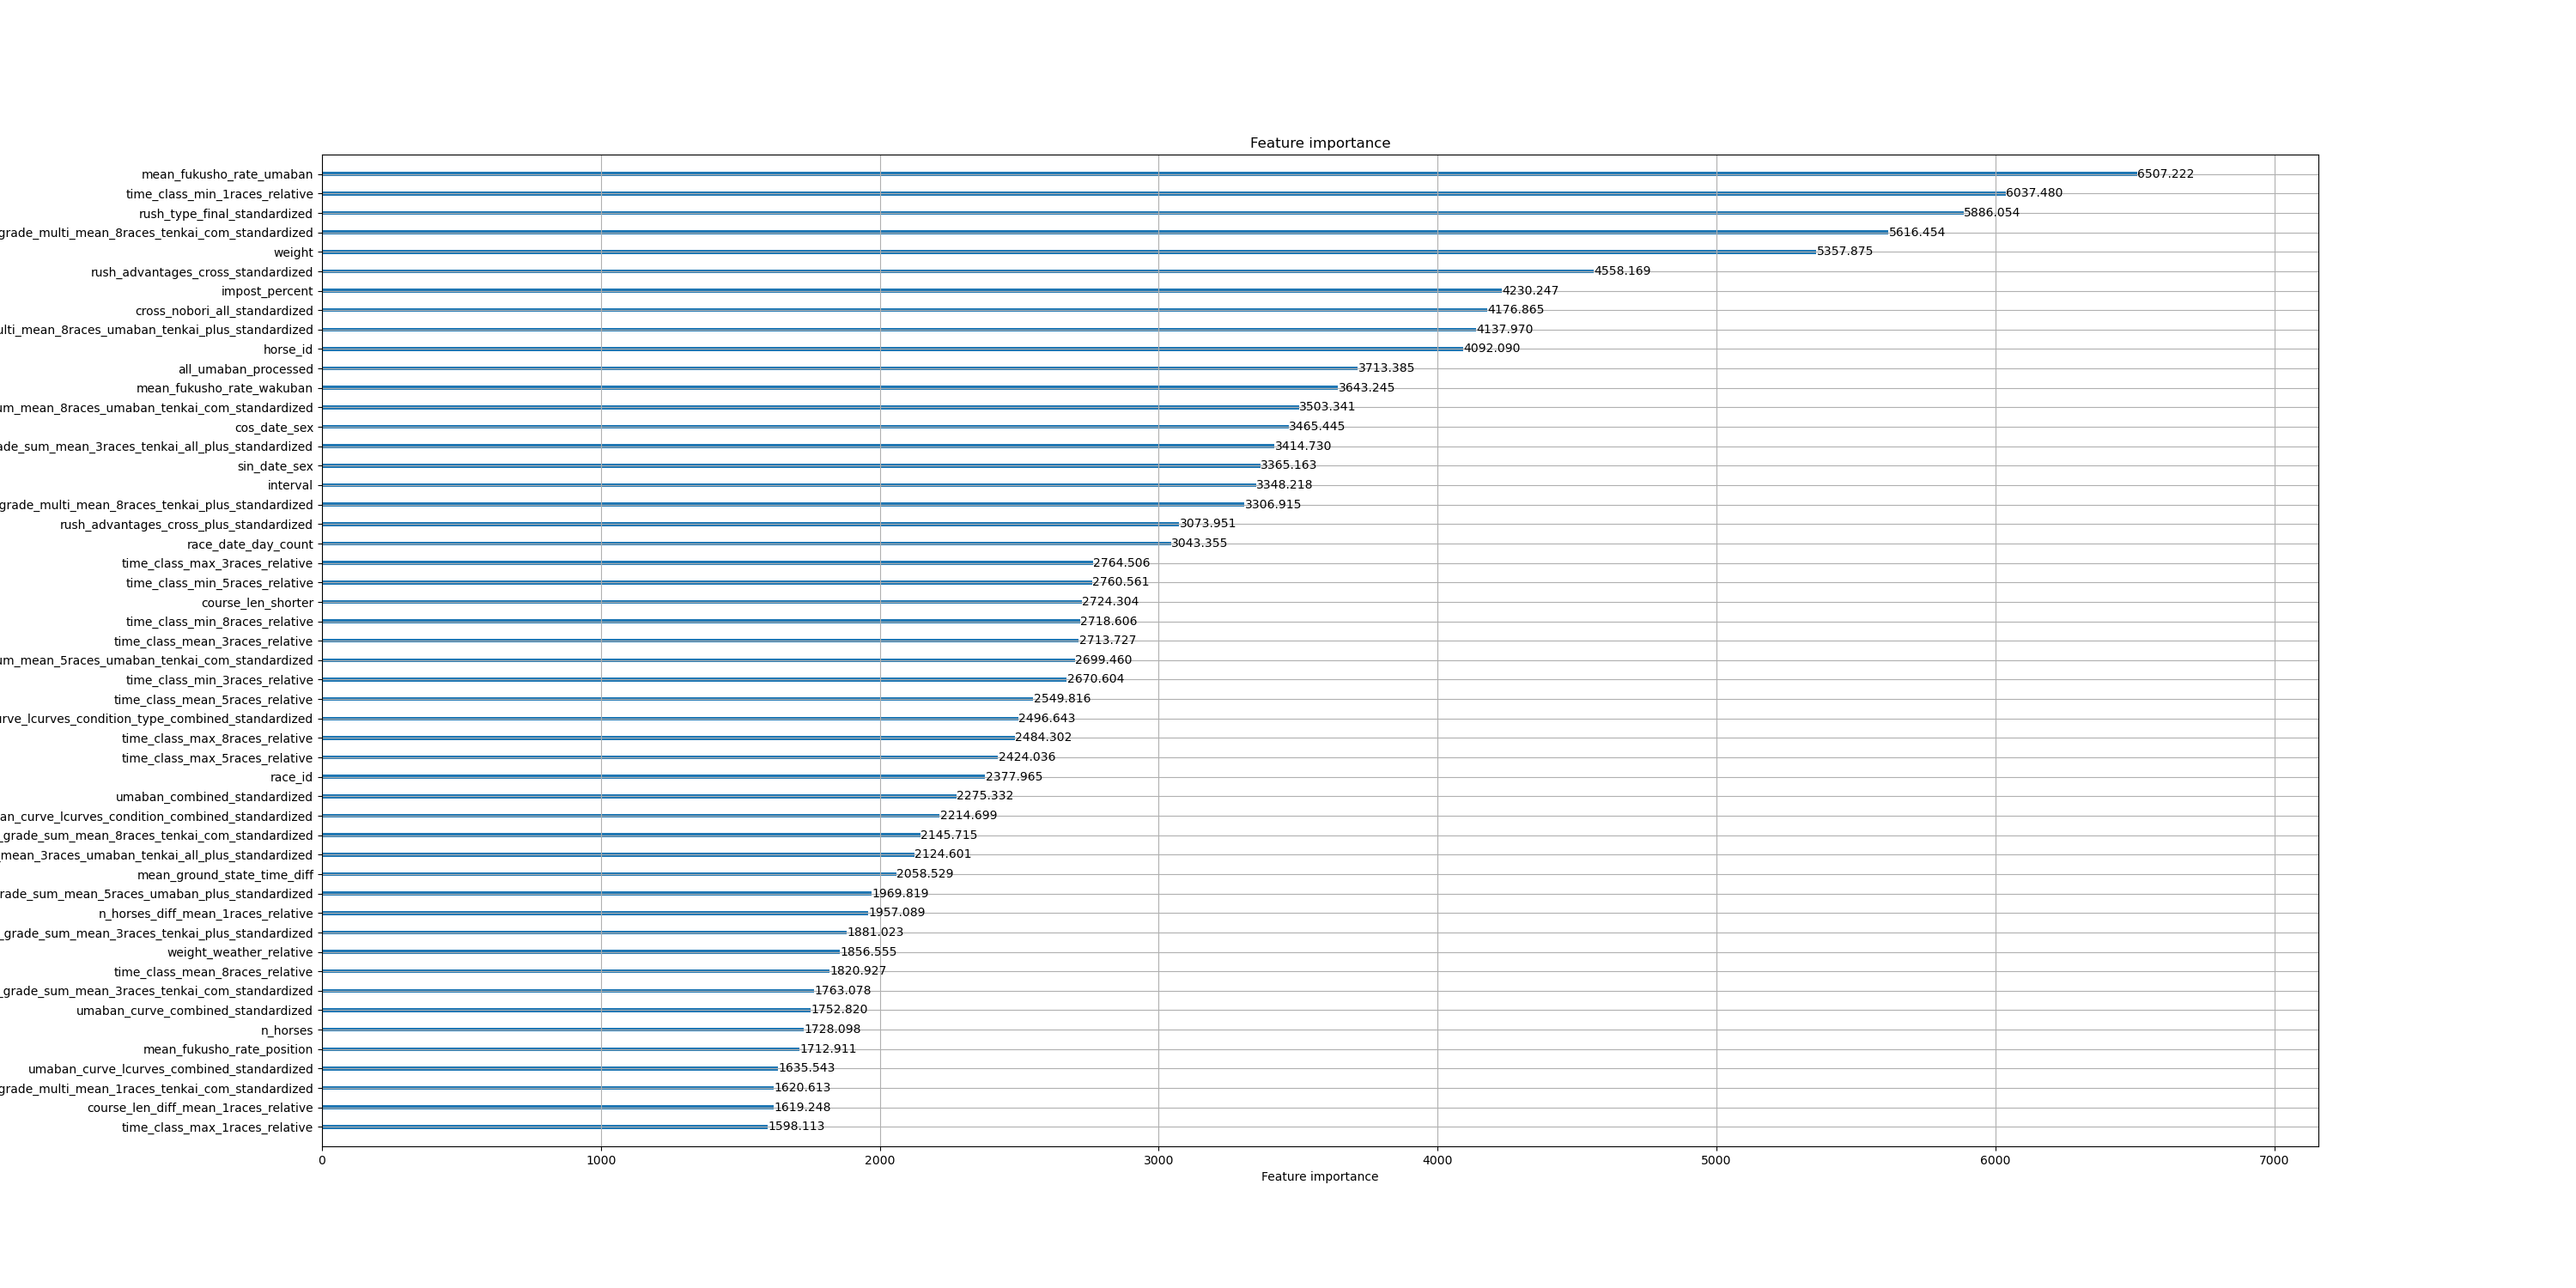 Feature importance
mean_fukusho_rate_umaban 6507.222
time_class_min_1races_relative 6037.480
rush_type_final_standardized 5886.054
grade_multi_mean_8races_tenkai_com_standardized 5616.454
weight 5357.875
rush_advantages_cross_standardized 4558.169
impost_percent 4230.247
cross_nobori_all_standardized 4176.865
ulti_mean_8races_umaban_tenkai_plus_standardized 4137.970
horse_id 4092.090
all_umaban_processed 3713.385
mean_fukusho_rate_wakuban 3643.245
um_mean_8races_umaban_tenkai_com_standardized 3503.341
cos_date_sex 3465.445
ade_sum_mean_3races_tenkai_all_plus_standardized 3414.730
sin_date_sex 3365.163
interval 3348.218
grade_multi_mean_8races_tenkai_plus_standardized 3306.915
rush_advantages_cross_plus_standardized 3073.951
race_date_day_count 3043.355
time_class_max_3races_relative 2764.506
time_class_min_5races_relative 2760.561
course_len_shorter 2724.304
time_class_min_8races_relative 2718.606
time_class_mean_3races_relative 2713.727
um_mean_5races_umaban_tenkai_com_standardized 2699.460
time_class_min_3races_relative 2670.604
time_class_mean_5races_relative 2549.816
rve_lcurves_condition_type_combined_standardized 2496.643
time_class_max_8races_relative 2484.302
time_class_max_5races_relative 2424.036
race_id 2377.965
umaban_combined_standardized 2275.332
an_curve_lcurves_condition_combined_standardized 2214.699
_grade_sum_mean_8races_tenkai_com_standardized 2145.715
_mean_3races_umaban_tenkai_all_plus_standardized 2124.601
mean_ground_state_time_diff 2058.529
rade_sum_mean_5races_umaban_plus_standardized 1969.819
n_horses_diff_mean_1races_relative 1957.089
_grade_sum_mean_3races_tenkai_plus_standardized 1881.023
weight_weather_relative 1856.555
time_class_mean_8races_relative 1820.927
_grade_sum_mean_3races_tenkai_com_standardized 1763.078
umaban_curve_combined_standardized 1752.820
n_horses 1728.098
mean_fukusho_rate_position 1712.911
umaban_curve_lcurves_combined_standardized 1635.543
grade_multi_mean_1races_tenkai_com_standardized 1620.613
course_len_diff_mean_1races_relative 1619.248
time_class_max_1races_relative 1598.113
0 1000 2000 3000 4000 5000 6000 7000
Feature importance